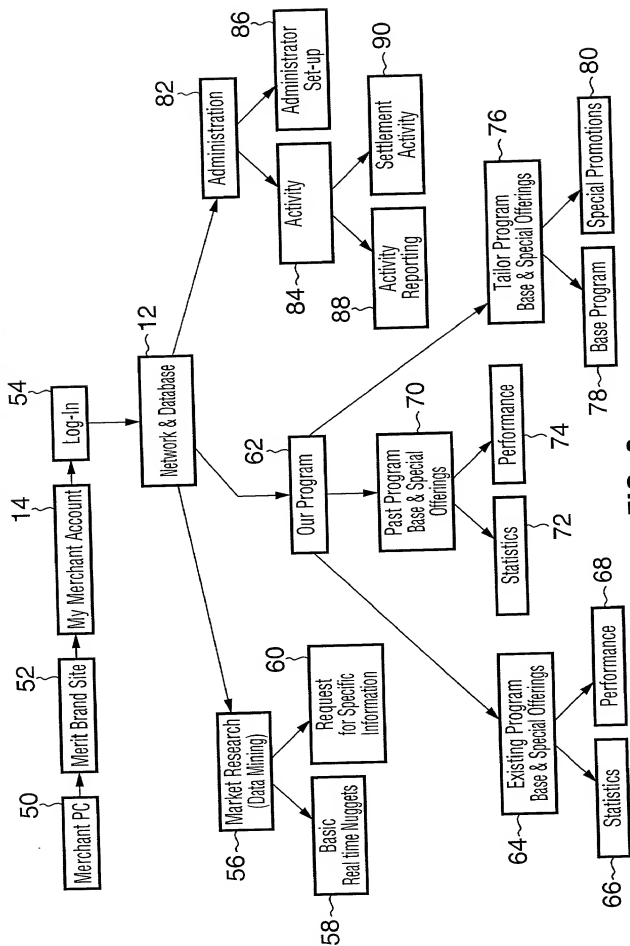 50
Merchant PC
52
Merit Brand Site
14
My Merchant Account
54
Log-In
12
Network & Database
56
Market Research
(Data Mining)
58
Basic
Real time Nuggets
60
Request
for Specific
Information
62
Our Program
64
Existing Program
Base & Special Offerings
66
Statistics
68
Performance
70
Past Program
Base & Special
Offerings
72
Statistics
74
Performance
76
Tailor Program
Base & Special Offerings
78
Base Program
80
Special Promotions
82
Administration
84
Activity
86
Administrator
Set-up
88
Activity
Reporting
90
Settlement
Activity